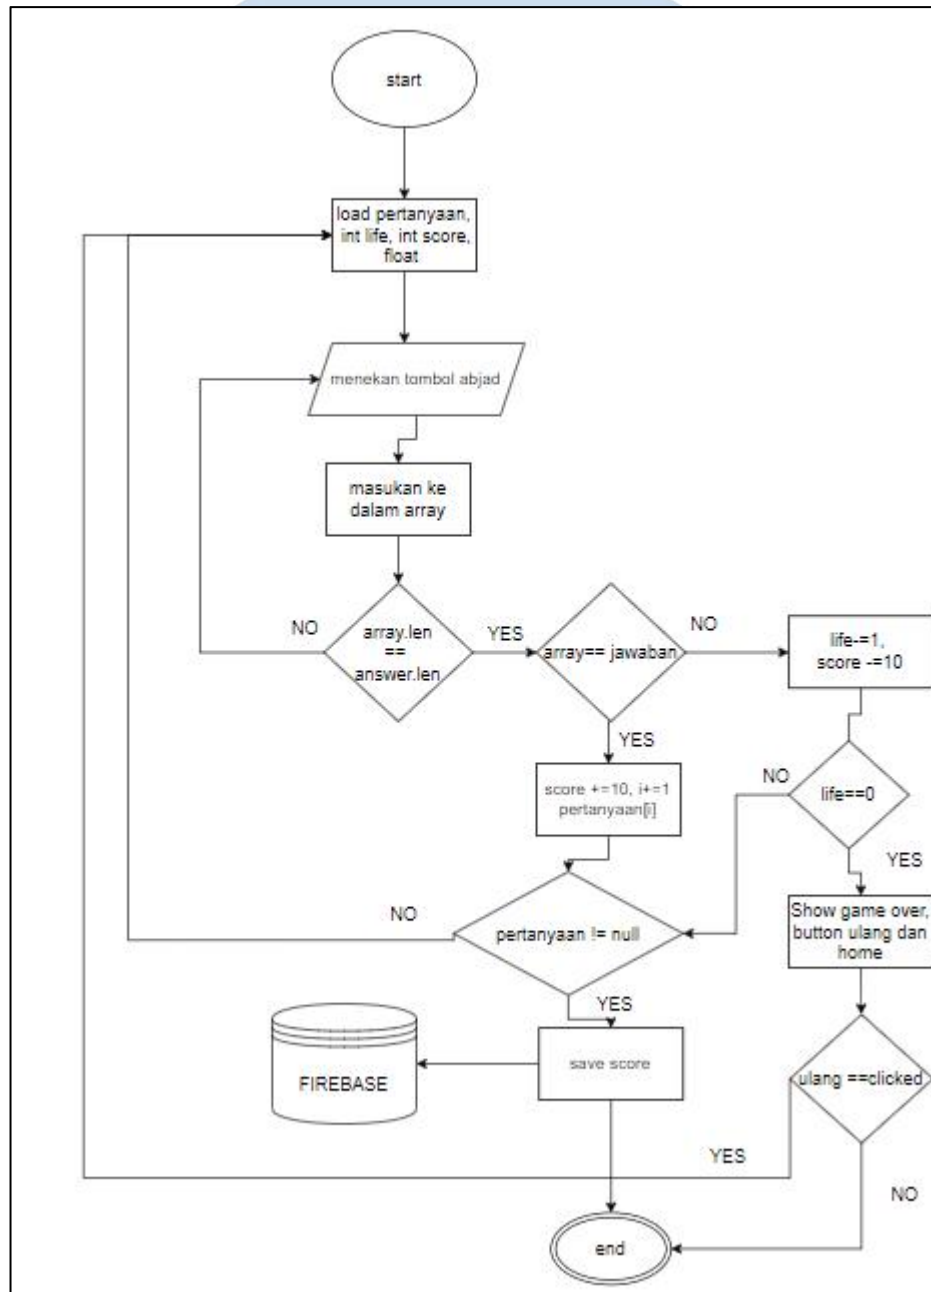 start
load pertanyaan,
int life, int score,
float
menekan tombol abjad
masukan ke
dalam array
NO
array.len
==
answer.len
YES
array== jawaban
NO
life-=1,
score -=10
YES
score +=10, i+=1
pertanyaan[i]
NO
life==0
YES
NO
pertanyaan != null
Show game over,
button ulang dan
home
YES
save score
FIREBASE
ulang ==clicked
YES
NO
end